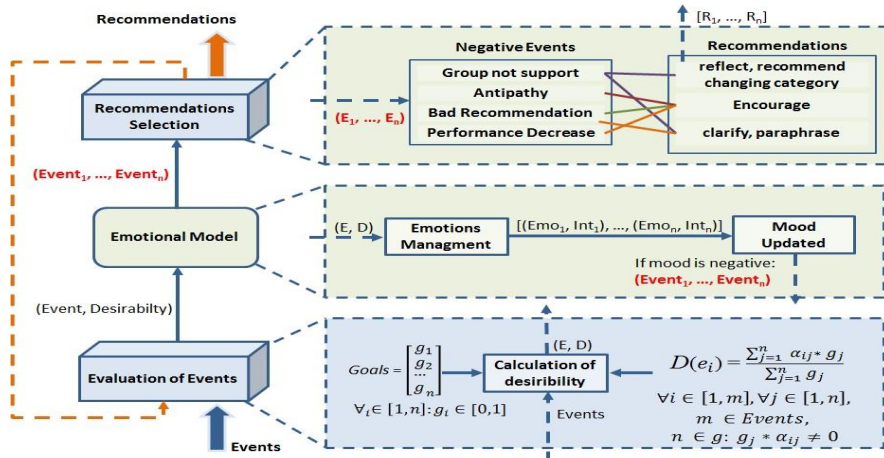 Recommendations
Recommendations
Selection
(Event1, ..., Eventn)
Emotional Model
(Event, Desirabilty)
Evaluation of Events
Events
[R1, ..., Rn]
Negative Events
Group not support
Antipathy
Bad Recommendation
Performance Decrease
(E1, ..., En)
Recommendations
reflect, recommend
changing category
Encourage
clarify, paraphrase
(E, D)
Emotions
Managment
[(Emo1, Int1), ..., (Emon, Intn)]
Mood
Updated
If mood is negative:
(Event1, ..., Eventn)
(E, D)
Goals = [g1 g2 ... gn]
∀i∈ [1,n]: gi ∈ [0,1]
Calculation of
desiribility
Events
D(ei) = ∑ⁿj=1 αij* gj / ∑ⁿj=1 gj
∀i ∈ [1,m], ∀j ∈ [1,n],
m ∈ Events,
n ∈ g: gj * αij ≠ 0